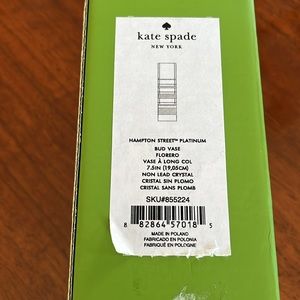 kate spade
NEW YORK
HAMPTON STREET™ PLATINUM
BUD VASE
FLORERO
VASE À LONG COL
7.5IN (19,05CM)
NON LEAD CRYSTAL
CRISTAL SIN PLOMO
CRISTAL SANS PLOMB
SKU#855224
8 82864 57018 5
MADE IN POLAND
FABRICADO EN POLONIA
FABRIQUÉ EN POLOGNE